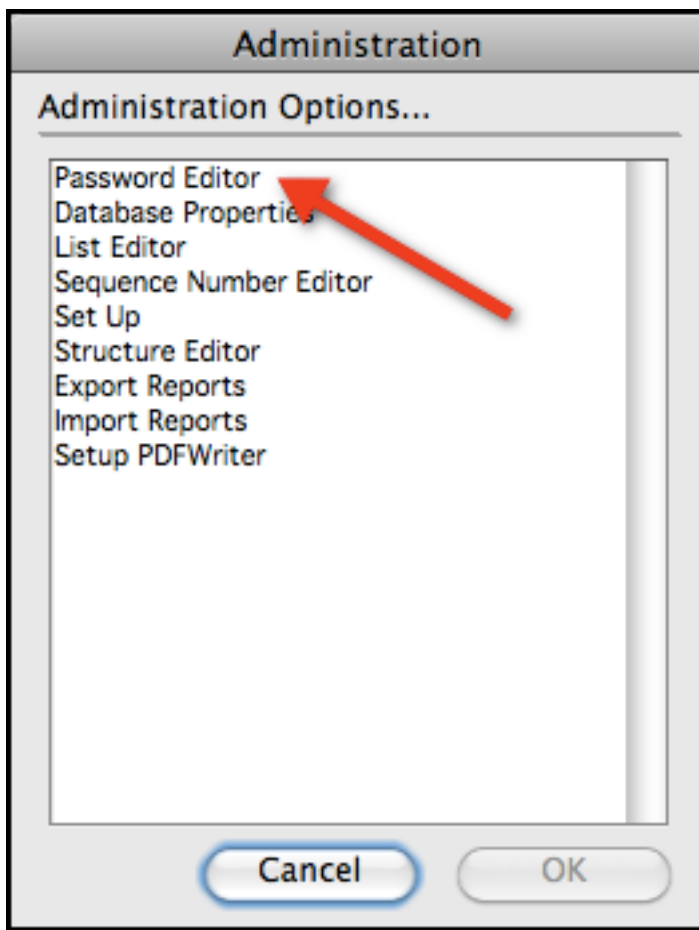 Administration
Administration Options...
Password Editor
Database Properties
List Editor
Sequence Number Editor
Set Up
Structure Editor
Export Reports
Import Reports
Setup PDFWriter
Cancel
OK